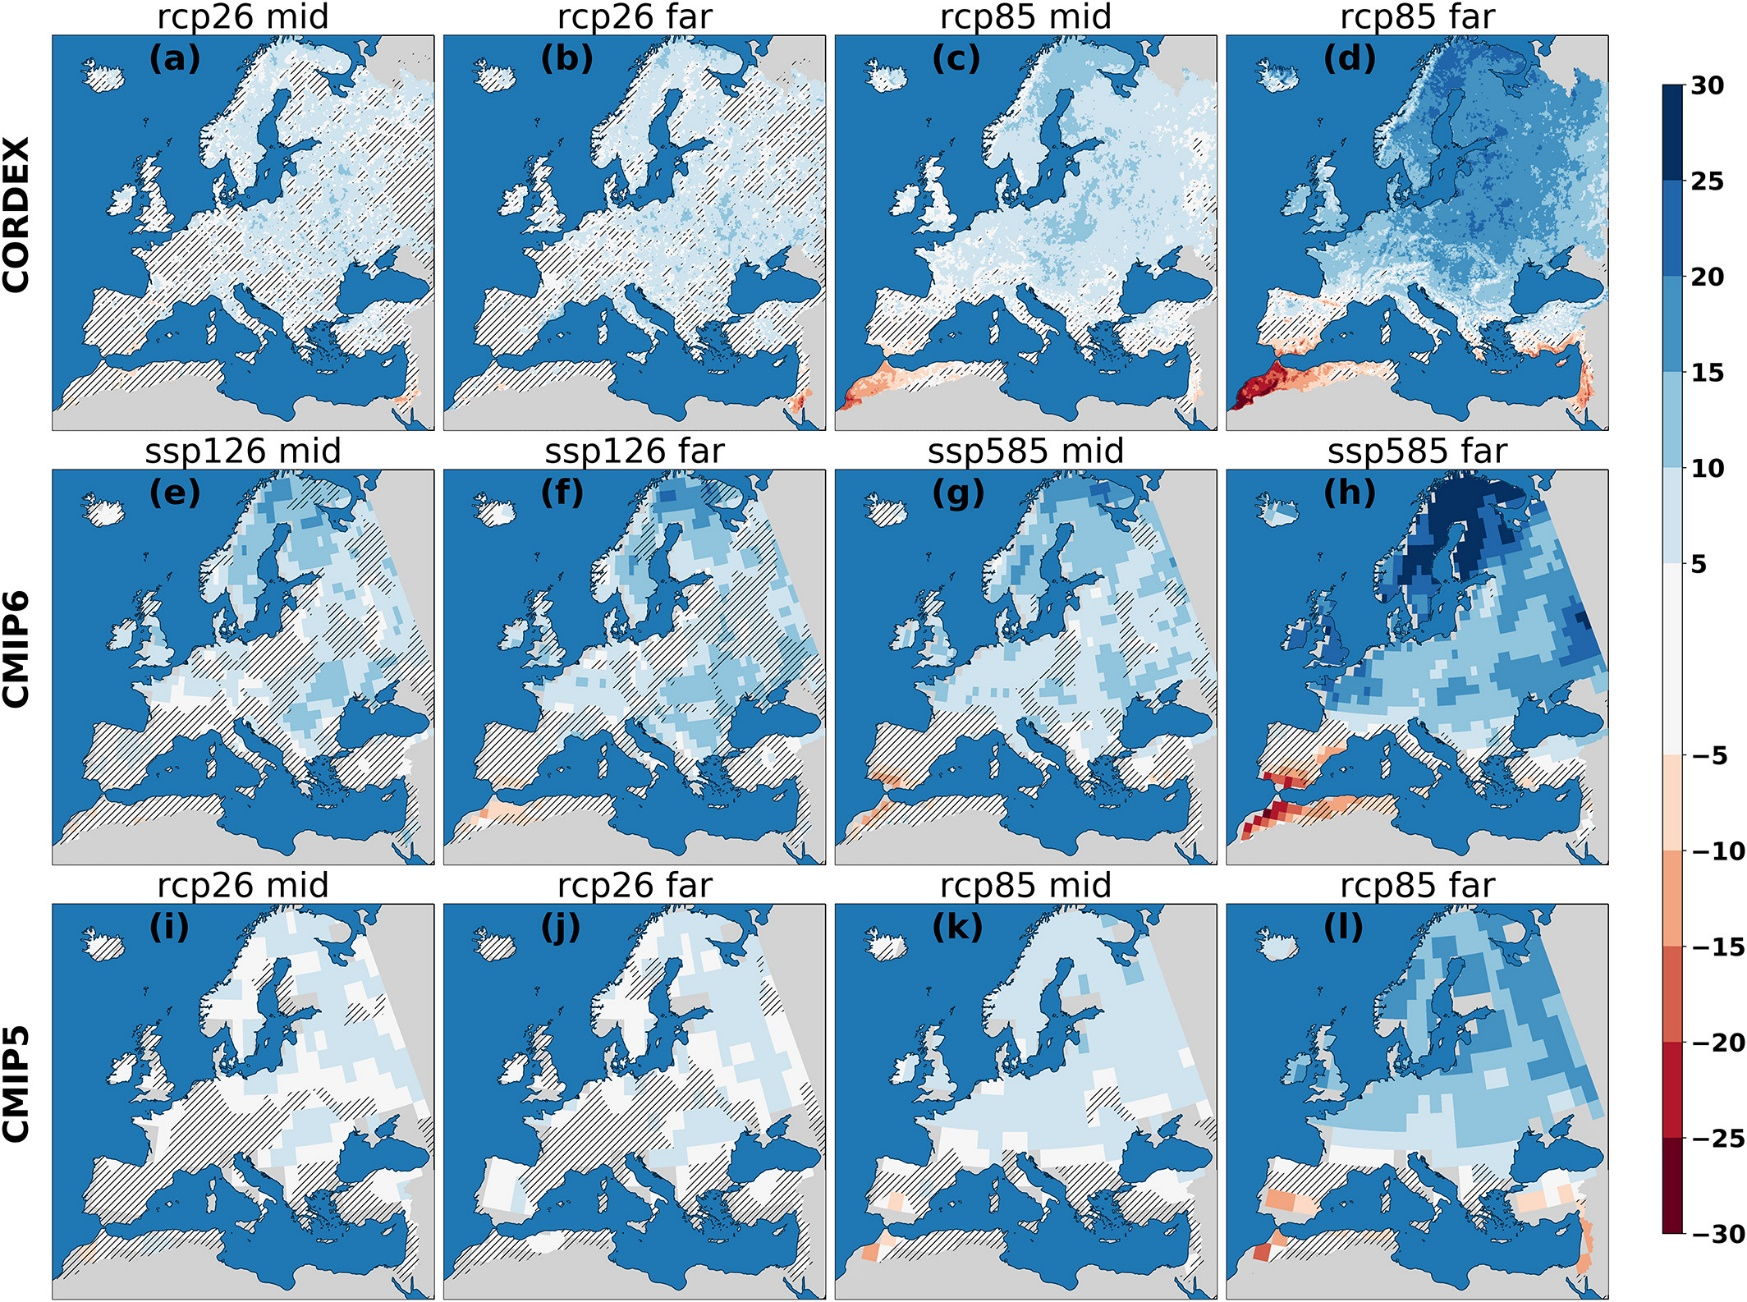 rcp26 mid rcp26 far rcp85 mid rcp85 far
(a) (b) (c) (d)
CORDEX
ssp126 mid ssp126 far ssp585 mid ssp585 far
(e) (f) (g) (h)
CMIP6
rcp26 mid rcp26 far rcp85 mid rcp85 far
(i) (j) (k) (l)
CMIP5
30
25
20
15
10
5
−5
−10
−15
−20
−25
−30